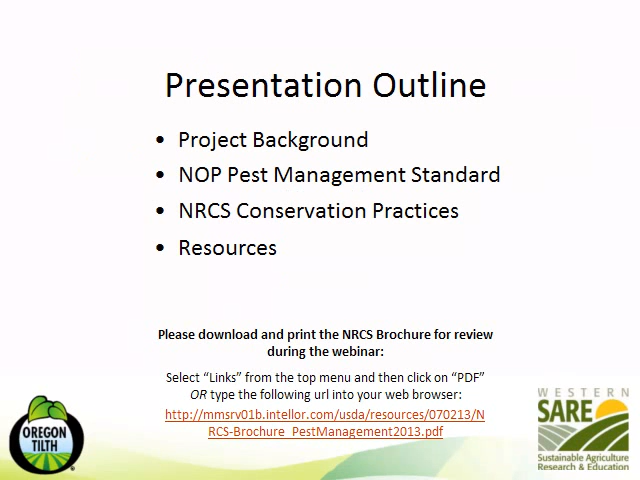 Presentation Outline
• Project Background
• NOP Pest Management Standard
• NRCS Conservation Practices
• Resources
Please download and print the NRCS Brochure for review
during the webinar:
Select “Links” from the top menu and then click on “PDF”
OR type the following url into your web browser:
http://mmsrv01b.intellor.com/usda/resources/070213/N
RCS-Brochure_PestManagement2013.pdf
OREGON
TILTH
®
WESTERN
SARE
Sustainable Agriculture
Research & Education